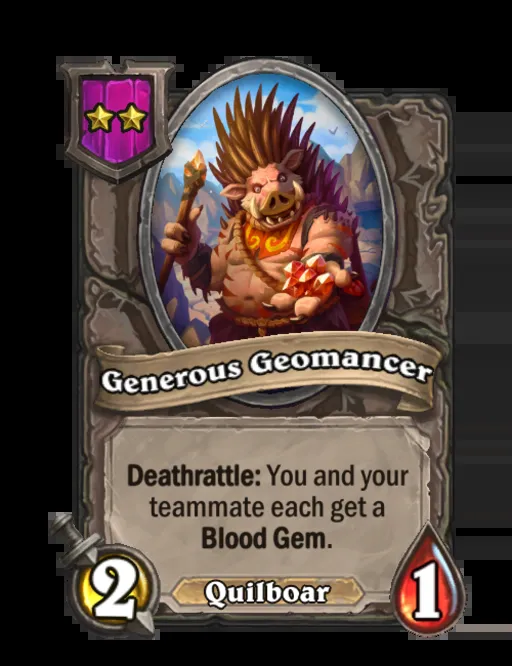 Generous Geomancer
Deathrattle: You and your
teammate each get a
Blood Gem.
2
Quilboar
1